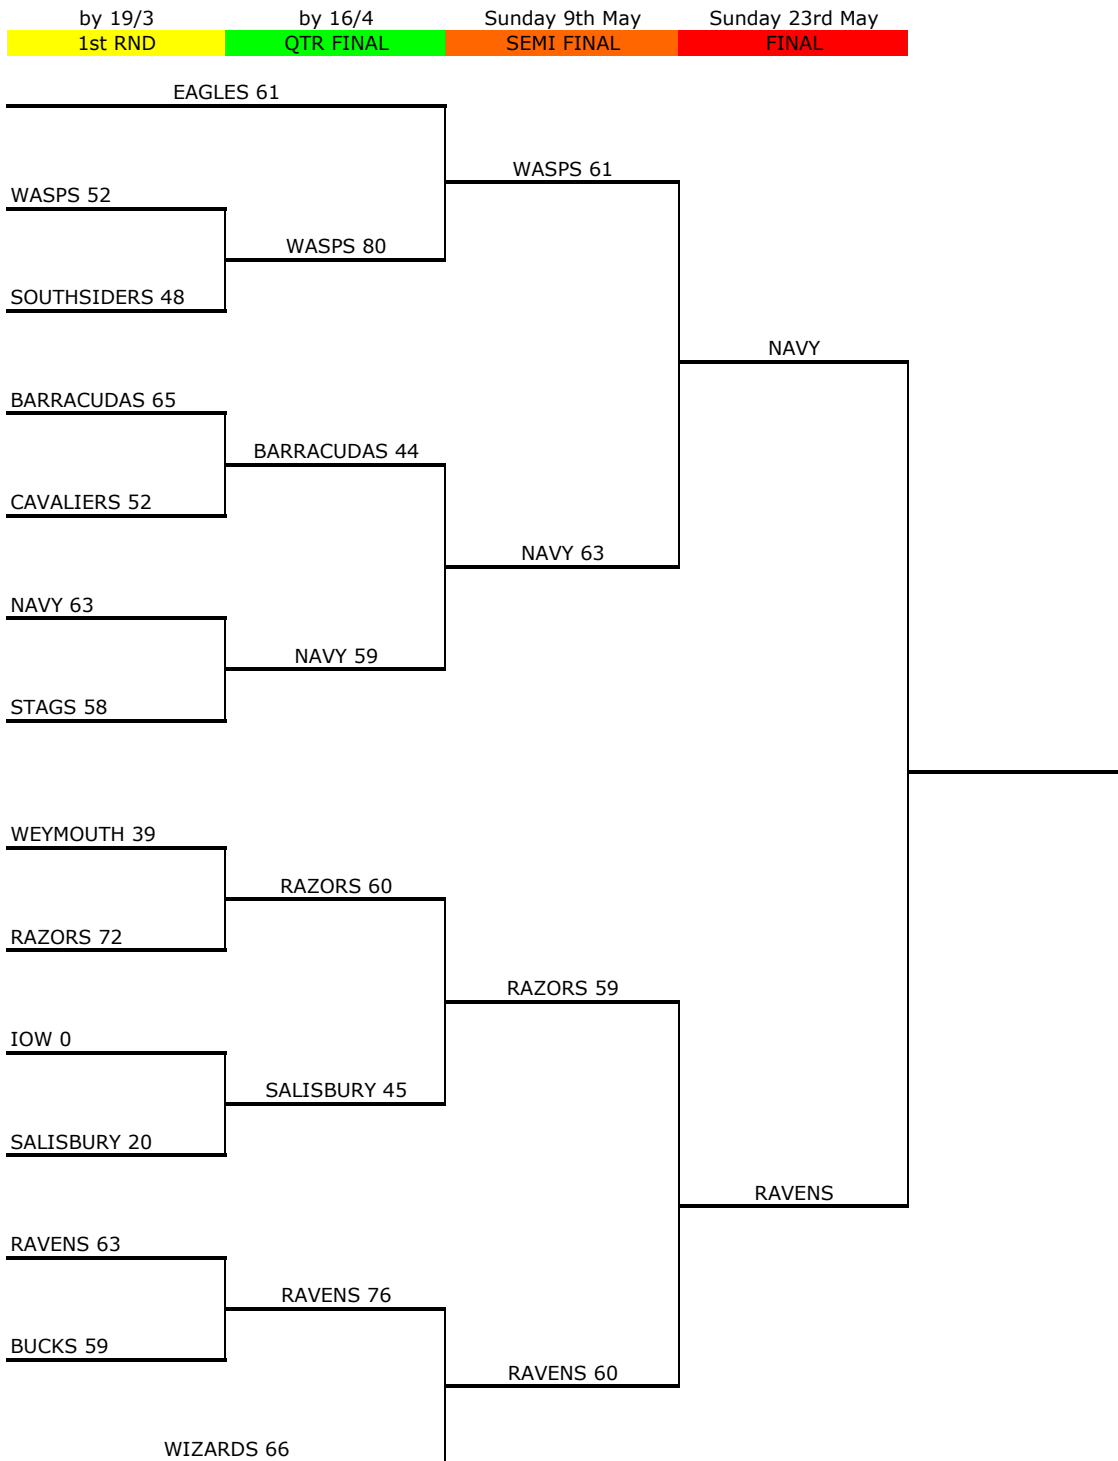 by 19/3 by 16/4 Sunday 9th May Sunday 23rd May
1st RND QTR FINAL SEMI FINAL FINAL
EAGLES 61
WASPS 61
WASPS 52
WASPS 80
SOUTHSIDERS 48
NAVY
BARRACUDAS 65
BARRACUDAS 44
CAVALIERS 52
NAVY 63
NAVY 63
NAVY 59
STAGS 58
WEYMOUTH 39
RAZORS 60
RAZORS 72
RAZORS 59
IOW 0
SALISBURY 45
SALISBURY 20
RAVENS
RAVENS 63
RAVENS 76
BUCKS 59
RAVENS 60
WIZARDS 66